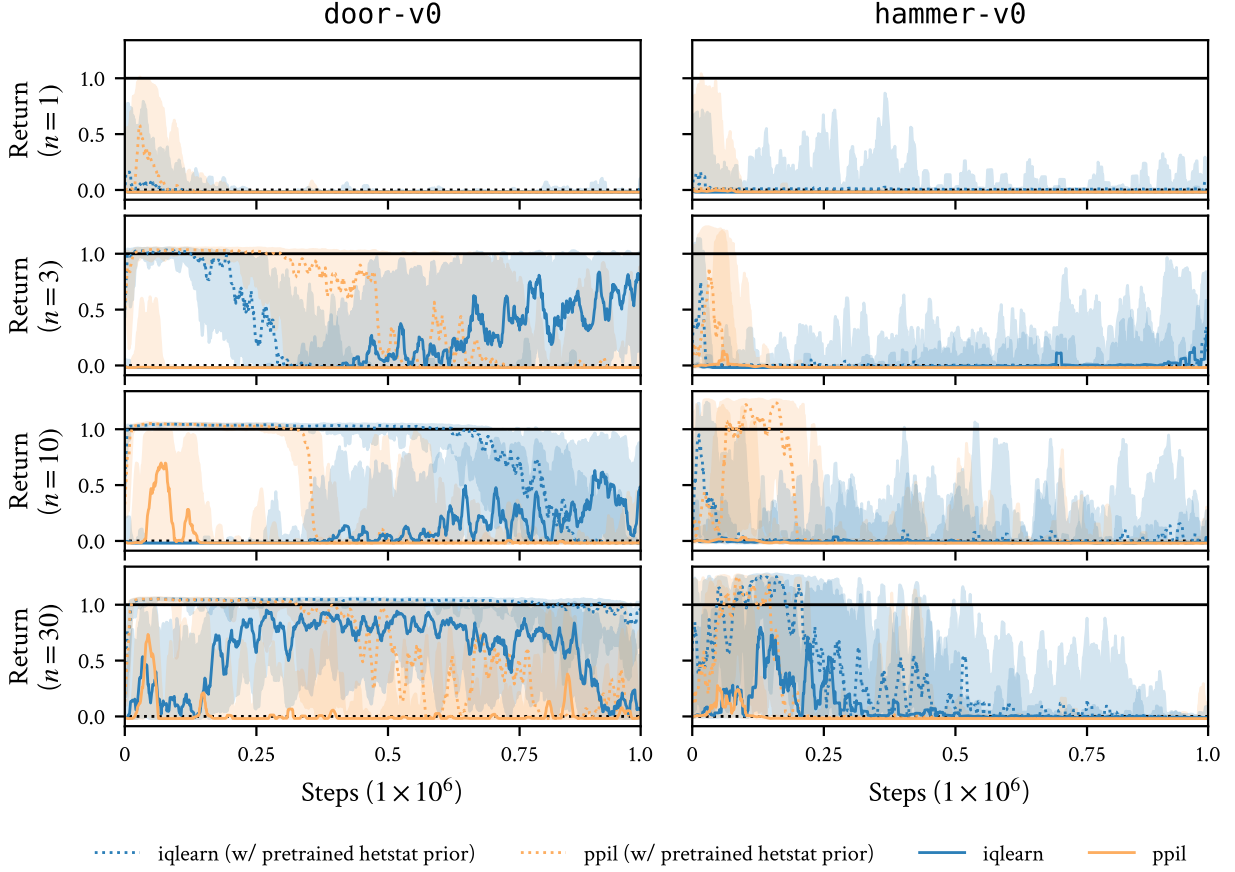 door-v0 hammer-v0
Return
(n = 1)
1.0
0.5
0.0
Return
(n = 3)
1.0
0.5
0.0
Return
(n = 10)
1.0
0.5
0.0
Return
(n = 30)
1.0
0.5
0.0
0 0.25 0.5 0.75 1.0 0 0.25 0.5 0.75 1.0
Steps (1 × 10⁶) Steps (1 × 10⁶)
iqlearn (w/ pretrained hetstat prior) ppil (w/ pretrained hetstat prior) iqlearn ppil